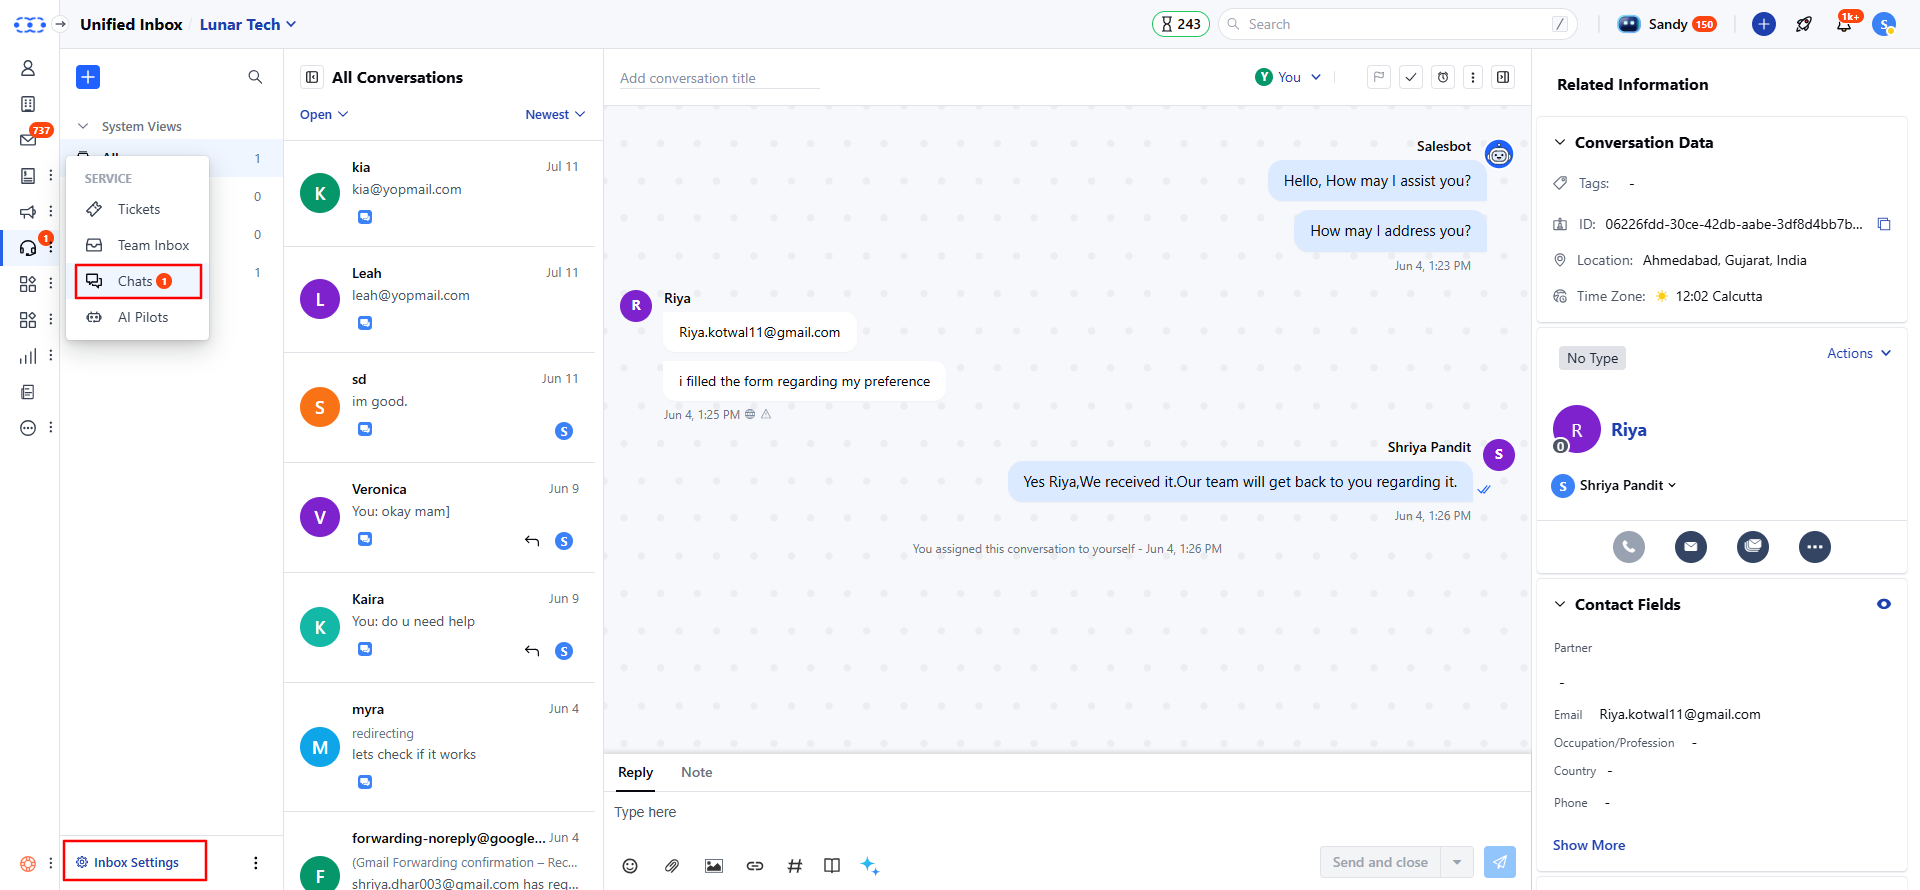 Unified Inbox / Lunar Tech
243
Search /
Sandy 150
1k+
S
737
1
System Views
All 1
0
0
1
SERVICE
Tickets
Team Inbox
Chats 1
AI Pilots
Inbox Settings
All Conversations
Open
Newest
K
kia
Jul 11
kia@yopmail.com
L
Leah
Jul 11
leah@yopmail.com
S
sd
Jun 11
im good.
S
V
Veronica
Jun 9
You: okay mam]
S
K
Kaira
Jun 9
You: do u need help
S
M
myra
Jun 4
redirecting
lets check if it works
F
forwarding-noreply@google... Jun 4
(Gmail Forwarding confirmation – Rec...
shriya.dhar003@gmail.com has req...
Add conversation title
Y You
Salesbot
Hello, How may I assist you?
How may I address you?
Jun 4, 1:23 PM
R
Riya
Riya.kotwal11@gmail.com
i filled the form regarding my preference
Jun 4, 1:25 PM
Shriya Pandit
S
Yes Riya,We received it.Our team will get back to you regarding it.
Jun 4, 1:26 PM
You assigned this conversation to yourself - Jun 4, 1:26 PM
Reply
Note
Type here
Send and close
Related Information
Conversation Data
Tags: -
ID: 06226fdd-30ce-42db-aabe-3df8d4bb7b...
Location: Ahmedabad, Gujarat, India
Time Zone: 12:02 Calcutta
No Type
Actions
R
0
Riya
S Shriya Pandit
Contact Fields
Partner
-
Email Riya.kotwal11@gmail.com
Occupation/Profession -
Country -
Phone -
Show More